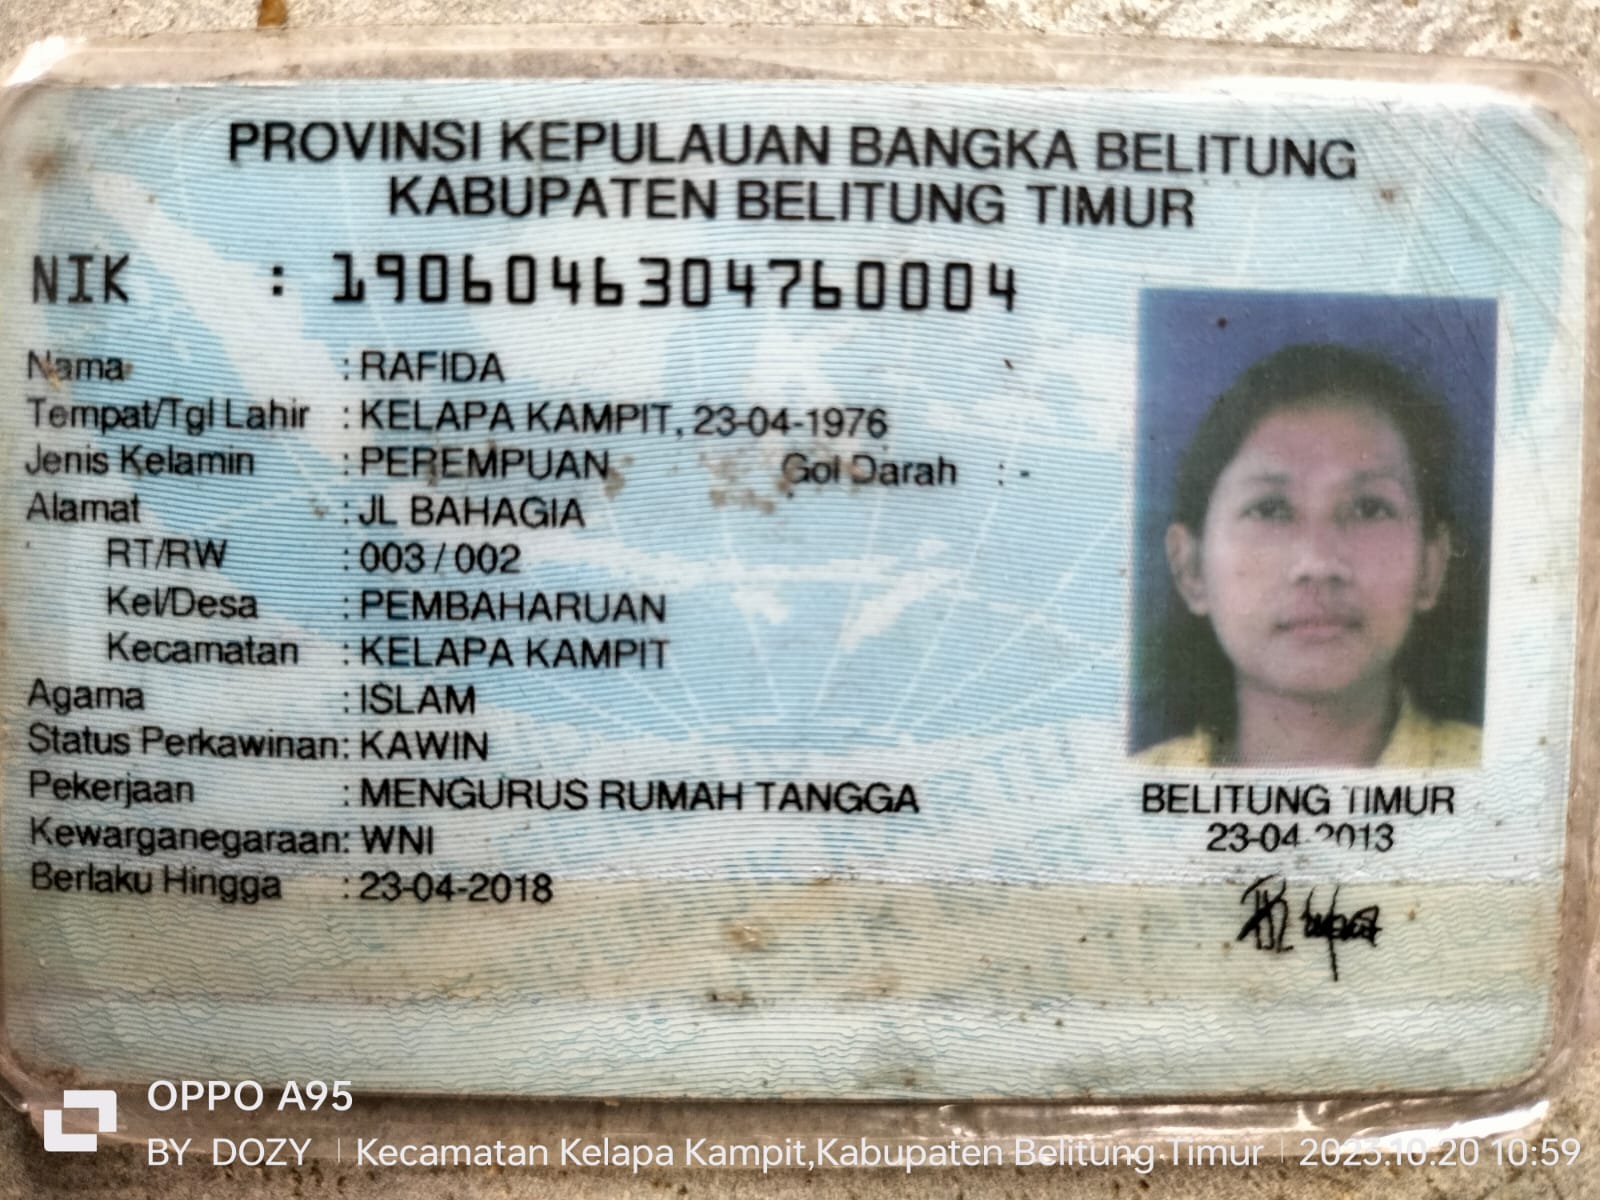 PROVINSI KEPULAUAN BANGKA BELITUNG
KABUPATEN BELITUNG TIMUR
NIK : 1906046304760004
Nama : RAFIDA
Tempat/Tgl Lahir : KELAPA KAMPIT, 23-04-1976
Jenis Kelamin : PEREMPUAN Gol Darah : -
Alamat : JL BAHAGIA
RT/RW : 003 / 002
Kel/Desa : PEMBAHARUAN
Kecamatan : KELAPA KAMPIT
Agama : ISLAM
Status Perkawinan: KAWIN
Pekerjaan : MENGURUS RUMAH TANGGA
Kewarganegaraan: WNI
Berlaku Hingga : 23-04-2018
BELITUNG TIMUR
23-04-2013
OPPO A95
BY DOZY | Kecamatan Kelapa Kampit,Kabupaten Belitung Timur | 2023.10.20 10:59